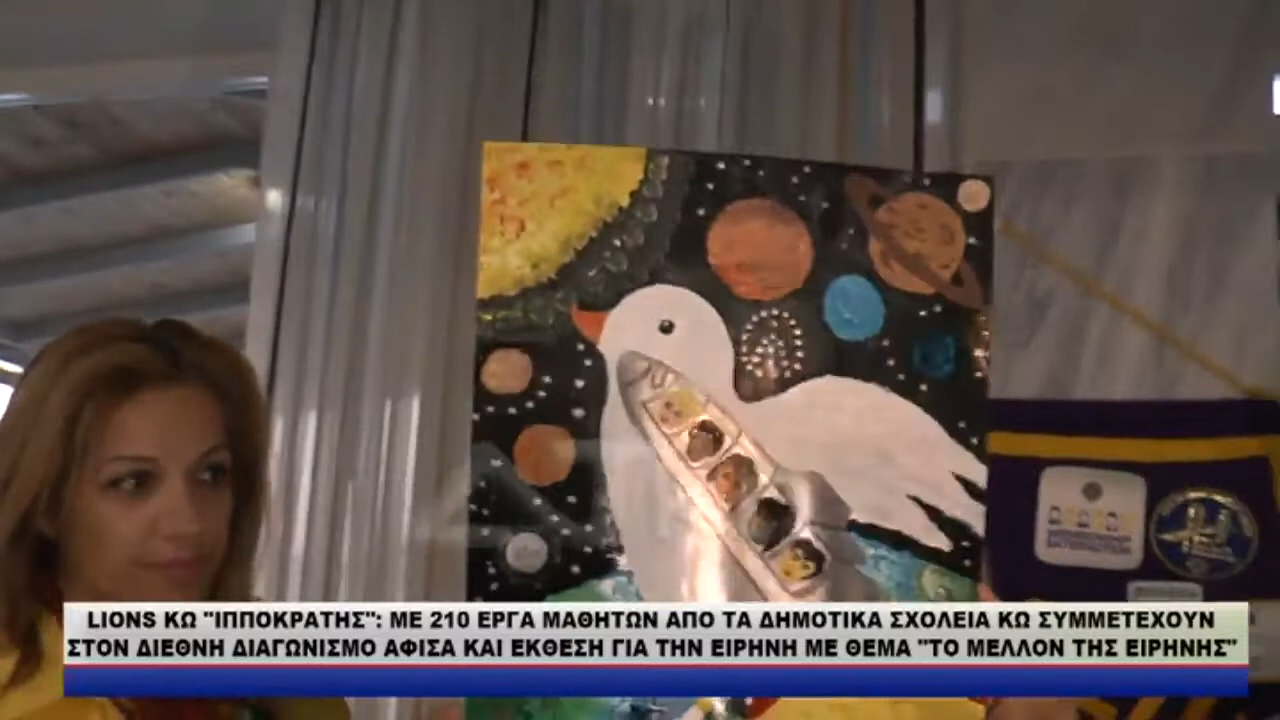 LIONS ΚΩ "ΙΠΠΟΚΡΑΤΗΣ": ΜΕ 210 ΕΡΓΑ ΜΑΘΗΤΩΝ ΑΠΟ ΤΑ ΔΗΜΟΤΙΚΑ ΣΧΟΛΕΙΑ ΚΩ ΣΥΜΜΕΤΕΧΟΥΝ
ΣΤΟΝ ΔΙΕΘΝΗ ΔΙΑΓΩΝΙΣΜΟ ΑΦΙΣΑ ΚΑΙ ΕΚΘΕΣΗ ΓΙΑ ΤΗΝ ΕΙΡΗΝΗ ΜΕ ΘΕΜΑ "ΤΟ ΜΕΛΛΟΝ ΤΗΣ ΕΙΡΗΝΗΣ"